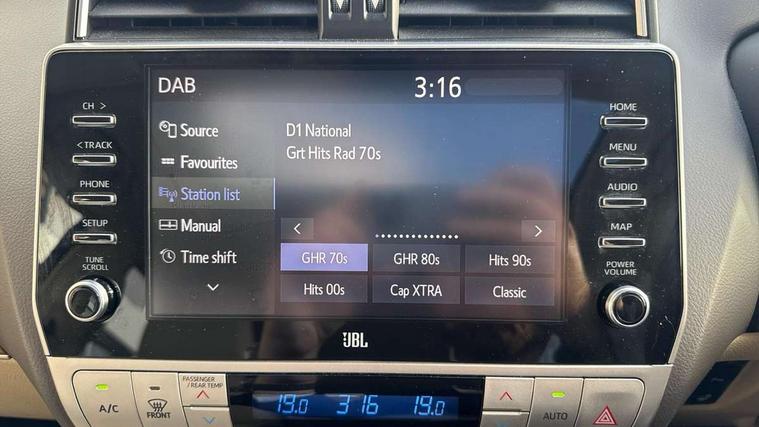 DAB 3:16
CH > HOME
Source D1 National
Grt Hits Rad 70s
< TRACK Favourites MENU
PHONE Station list AUDIO
SETUP Manual MAP
TUNE SCROLL Time shift POWER VOLUME
GHR 70s GHR 80s Hits 90s
Hits 00s Cap XTRA Classic
JBL
A/C FRONT PASSENGER / REAR TEMP 19.0 3 16 19.0 AUTO